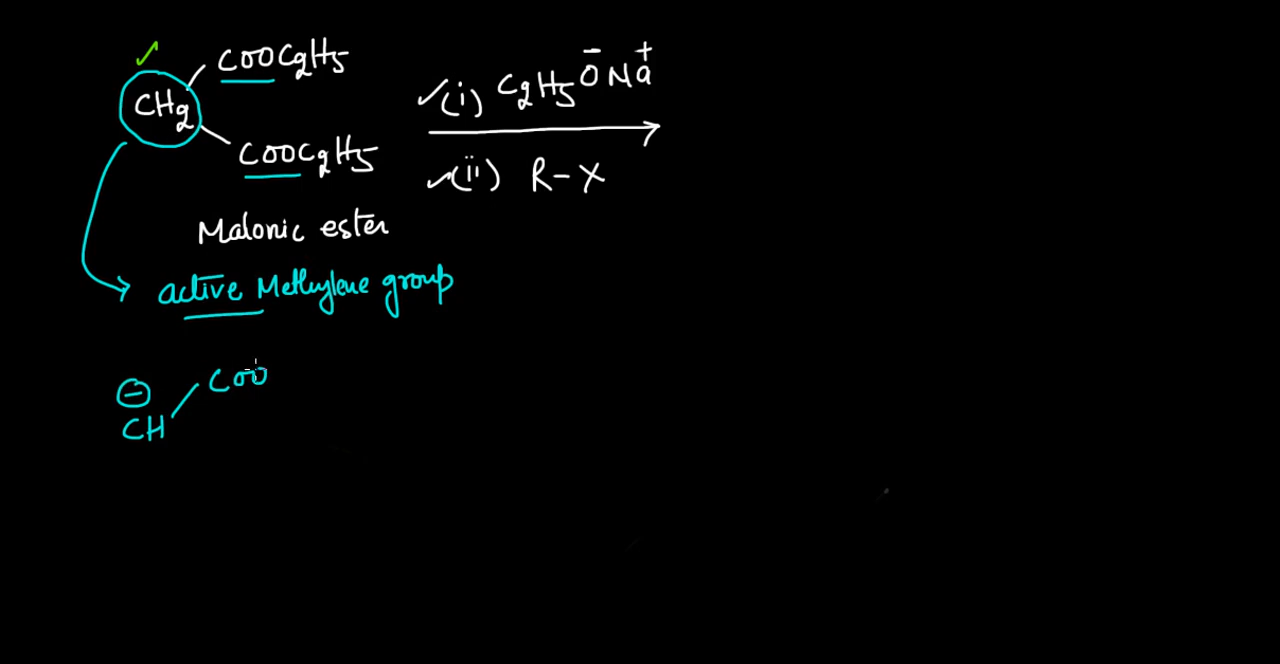 COOC2H5
CH2
COOC2H5
(i) C2H5O⁻Na⁺
(ii) R-X
Malonic ester
active Methylene group
⊖
CH
COO